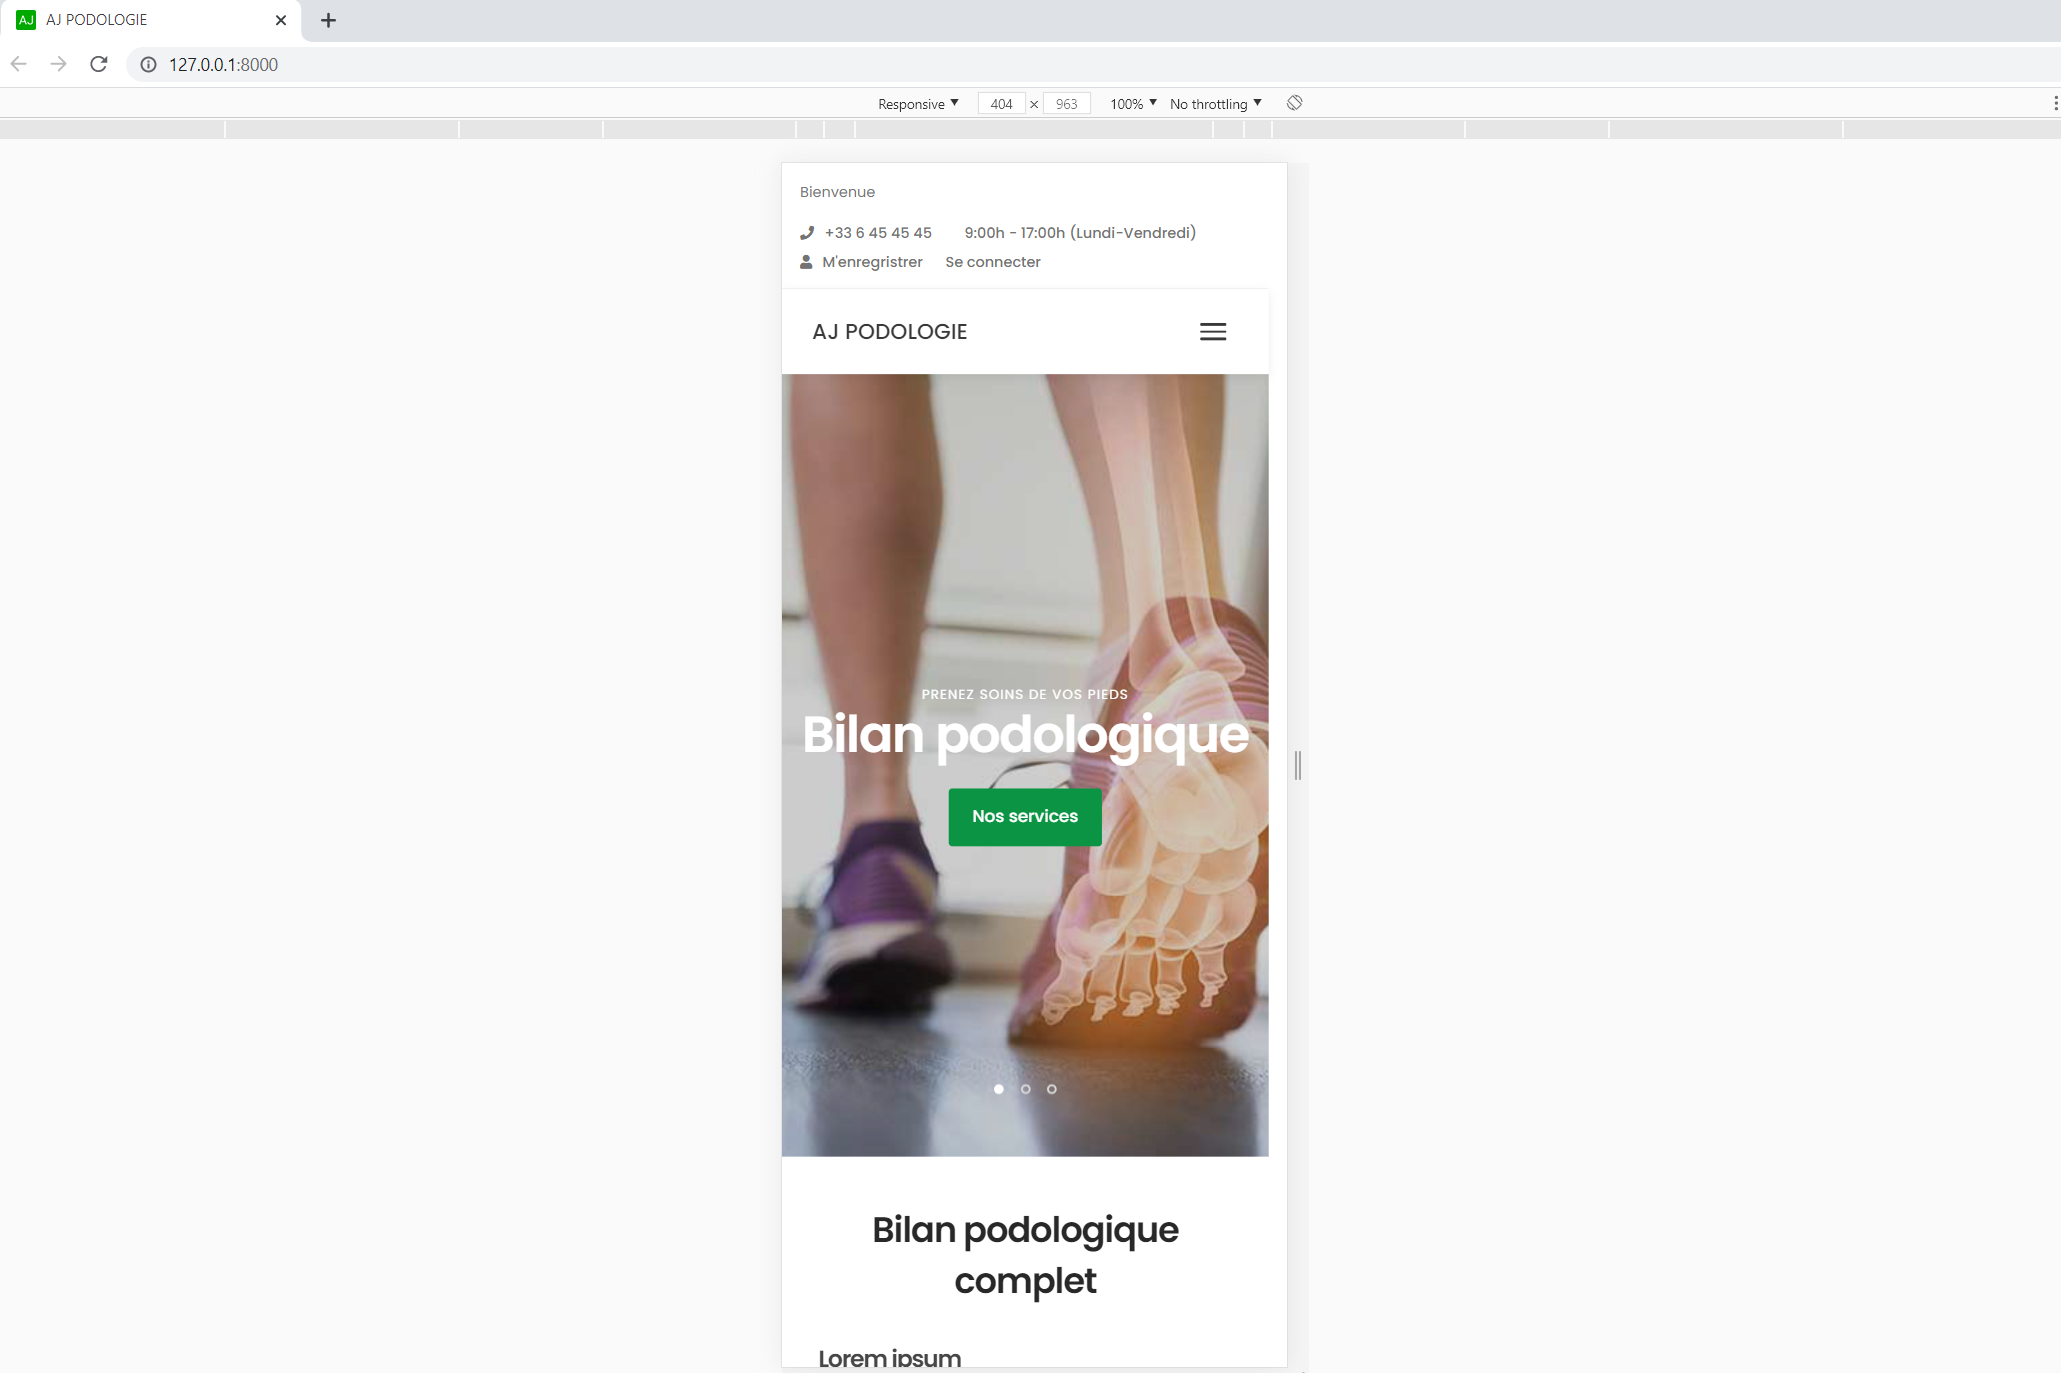 AJ AJ PODOLOGIE
127.0.0.1:8000
Responsive 404 × 963 100% No throttling
Bienvenue
+33 6 45 45 45 9:00h - 17:00h (Lundi-Vendredi)
M'enregristrer Se connecter
AJ PODOLOGIE
PRENEZ SOINS DE VOS PIEDS
Bilan podologique
Nos services
Bilan podologique
complet
Lorem ipsum